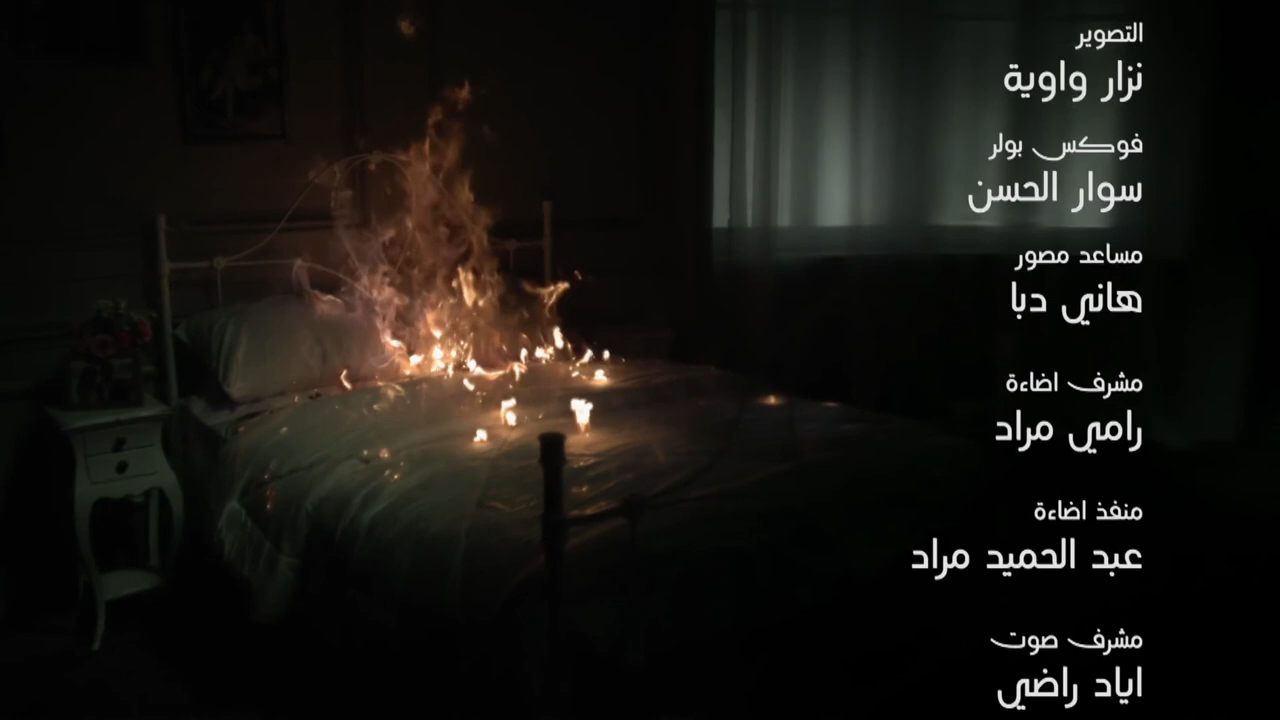 التصوير
نزار واوية
فوكس بولر
سوار الحسن
مساعد مصور
هاني دبا
مشرف اضاءة
رامي مراد
منفذ اضاءة
عبد الحميد مراد
مشرف صوت
اياد راضي